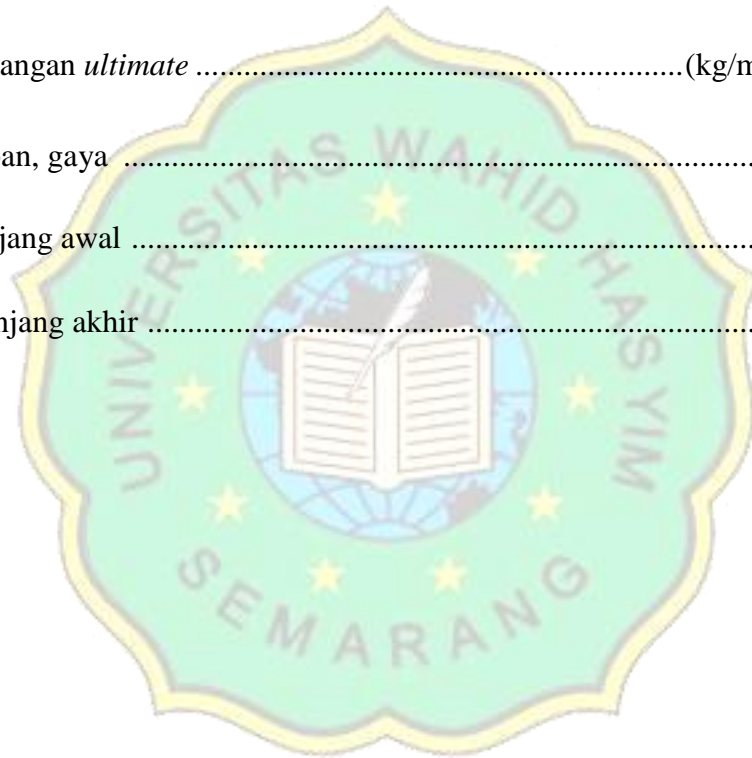 angan ultimate ............................................................(kg/m
an, gaya ..............................................................................
jang awal .............................................................................
njang akhir ...........................................................................
UNIVERSITAS WAHID HASYIM
SEMARANG